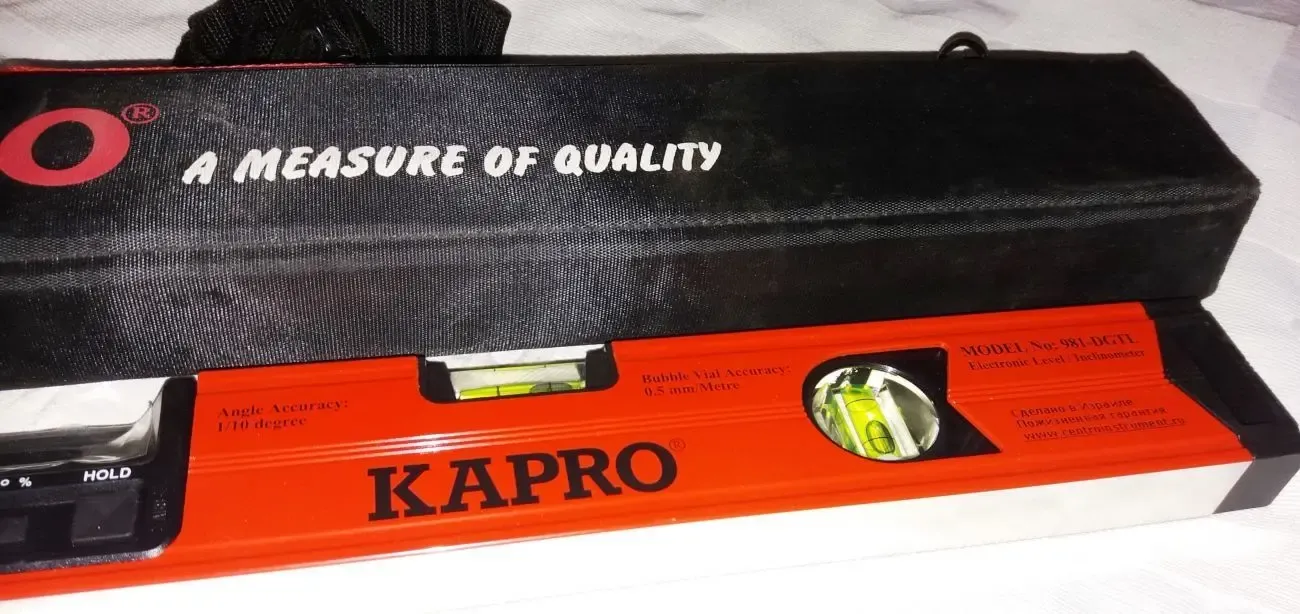 O®
A MEASURE OF QUALITY
MODEL No: 981-DGTL
Electronic Level / Inclinometer
Bubble Vial Accuracy:
0.5 mm/Metre
Angle Accuracy:
1/10 degree
Сделано в Израиле
Пожизненная гарантия
www.centroinstrument.ru
KAPRO®
° % HOLD